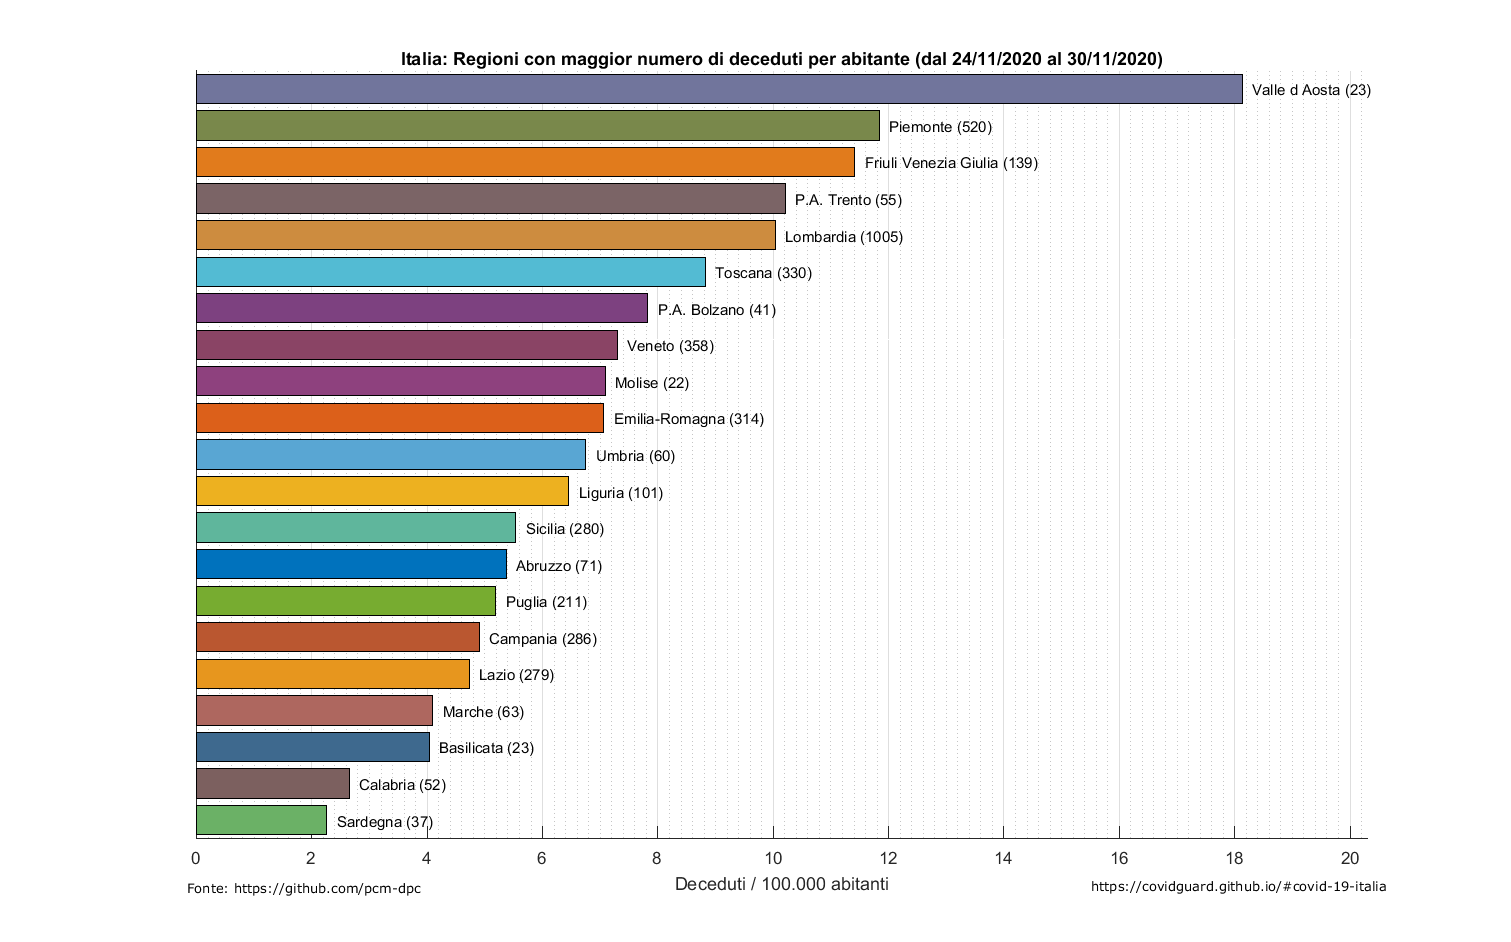 Italia: Regioni con maggior numero di deceduti per abitante (dal 24/11/2020 al 30/11/2020)
Valle d Aosta (23)
Piemonte (520)
Friuli Venezia Giulia (139)
P.A. Trento (55)
Lombardia (1005)
Toscana (330)
P.A. Bolzano (41)
Veneto (358)
Molise (22)
Emilia-Romagna (314)
Umbria (60)
Liguria (101)
Sicilia (280)
Abruzzo (71)
Puglia (211)
Campania (286)
Lazio (279)
Marche (63)
Basilicata (23)
Calabria (52)
Sardegna (37)
0 2 4 6 8 10 12 14 16 18 20
Deceduti / 100.000 abitanti
Fonte: https://github.com/pcm-dpc
https://covidguard.github.io/#covid-19-italia